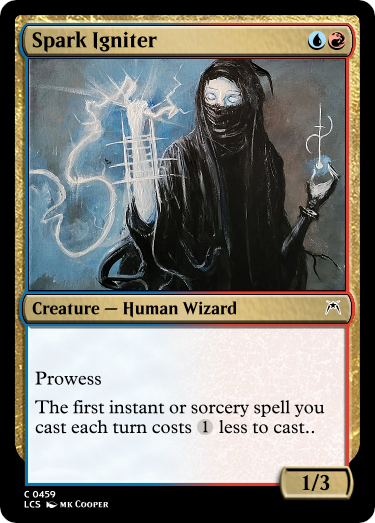 Spark Igniter
Creature — Human Wizard
Prowess
The first instant or sorcery spell you
cast each turn costs 1 less to cast..
1/3
C 0459
LCS MK COOPER